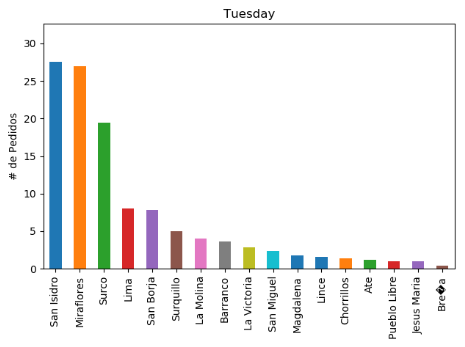 Tuesday
# de Pedidos
30
25
20
15
10
5
0
San Isidro
Miraflores
Surco
Lima
San Borja
Surquillo
La Molina
Barranco
La Victoria
San Miguel
Magdalena
Lince
Chorrillos
Ate
Pueblo Libre
Jesus Maria
Bre�a